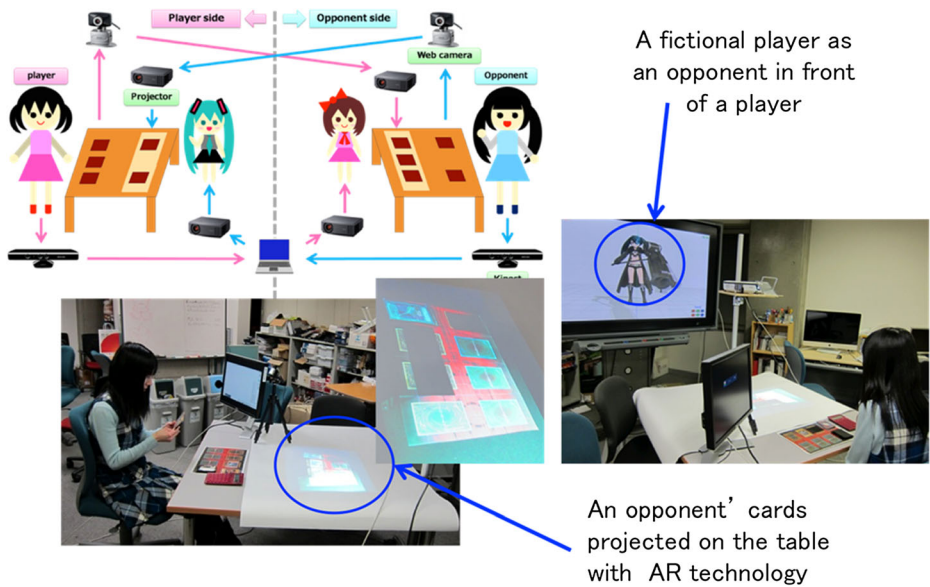 Player side
Opponent side
Web camera
player
Projector
Opponent
Kinect
A fictional player as
an opponent in front
of a player
An opponent’ cards
projected on the table
with AR technology